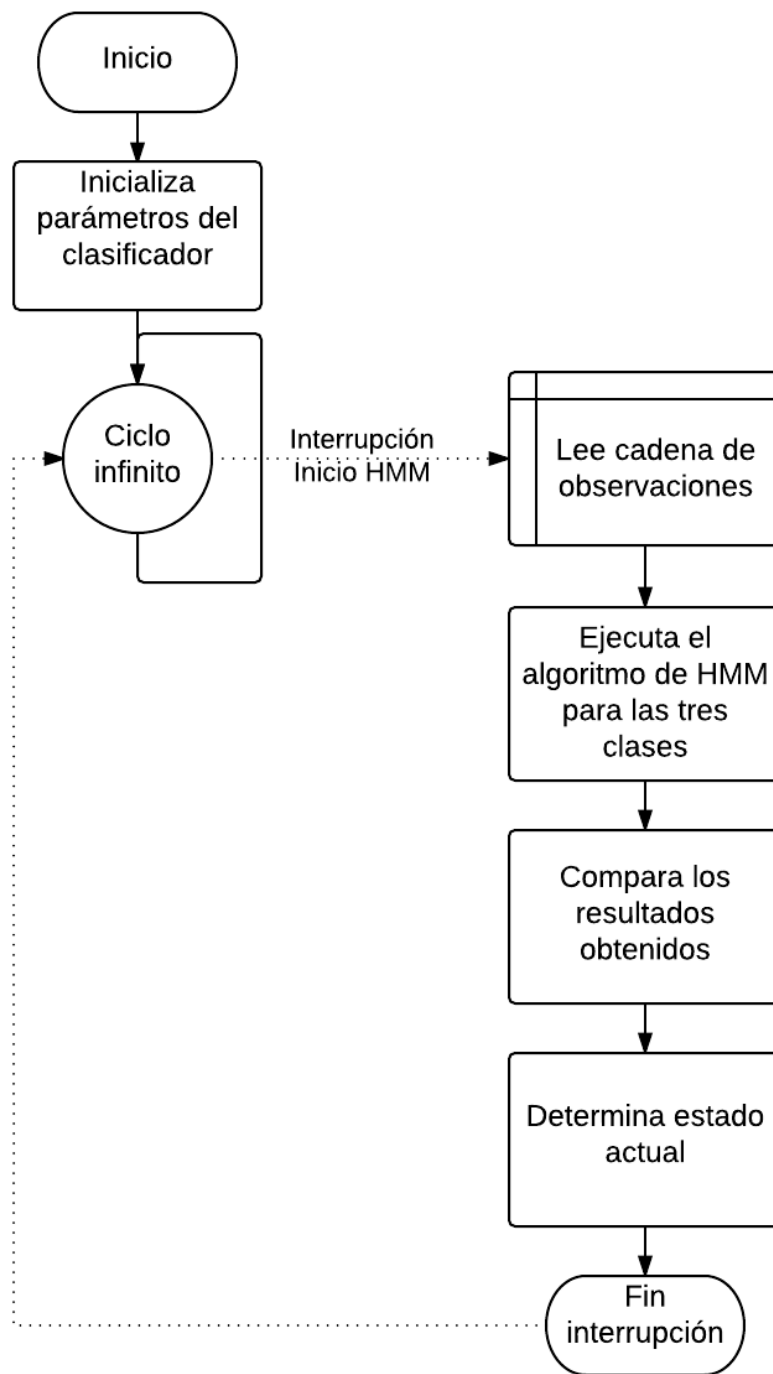 Inicio
Inicializa
parámetros del
clasificador
Ciclo
infinito
Interrupción
Inicio HMM
Lee cadena de
observaciones
Ejecuta el
algoritmo de HMM
para las tres
clases
Compara los
resultados
obtenidos
Determina estado
actual
Fin
interrupción